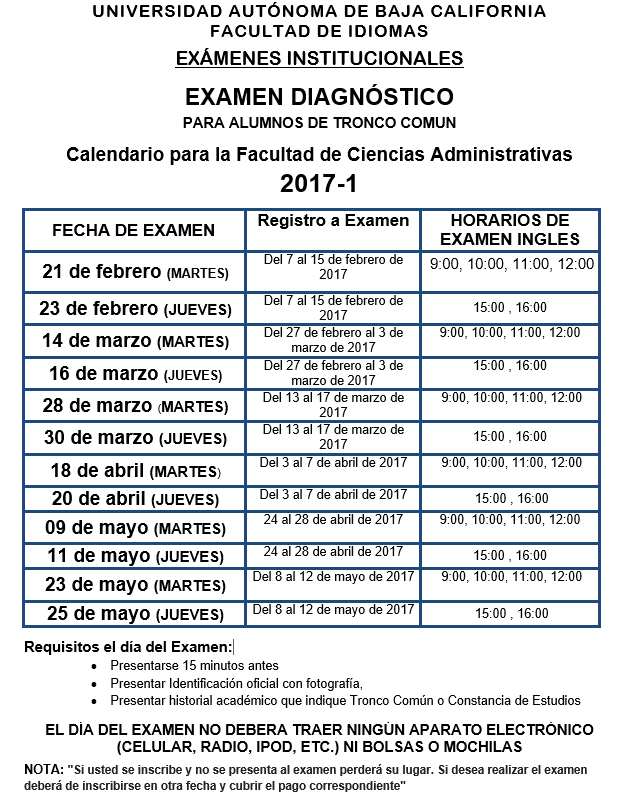 UNIVERSIDAD AUTÓNOMA DE BAJA CALIFORNIA
FACULTAD DE IDIOMAS
EXÁMENES INSTITUCIONALES
EXAMEN DIAGNÓSTICO
PARA ALUMNOS DE TRONCO COMUN
Calendario para la Facultad de Ciencias Administrativas
2017-1
FECHA DE EXAMEN
Registro a Examen
HORARIOS DE
EXAMEN INGLES
21 de febrero (MARTES)
Del 7 al 15 de febrero de
2017
9:00, 10:00, 11:00, 12:00
23 de febrero (JUEVES)
Del 7 al 15 de febrero de
2017
15:00 , 16:00
14 de marzo (MARTES)
Del 27 de febrero al 3 de
marzo de 2017
9:00, 10:00, 11:00, 12:00
16 de marzo (JUEVES)
Del 27 de febrero al 3 de
marzo de 2017
15:00 , 16:00
28 de marzo (MARTES)
Del 13 al 17 de marzo de
2017
9:00, 10:00, 11:00, 12:00
30 de marzo (JUEVES)
Del 13 al 17 de marzo de
2017
15:00 , 16:00
18 de abril (MARTES)
Del 3 al 7 de abril de 2017
9:00, 10:00, 11:00, 12:00
20 de abril (JUEVES)
Del 3 al 7 de abril de 2017
15:00 , 16:00
09 de mayo (MARTES)
24 al 28 de abril de 2017
9:00, 10:00, 11:00, 12:00
11 de mayo (JUEVES)
24 al 28 de abril de 2017
15:00 , 16:00
23 de mayo (MARTES)
Del 8 al 12 de mayo de 2017
9:00, 10:00, 11:00, 12:00
25 de mayo (JUEVES)
Del 8 al 12 de mayo de 2017
15:00 , 16:00
Requisitos el día del Examen:
• Presentarse 15 minutos antes
• Presentar Identificación oficial con fotografía,
• Presentar historial académico que indique Tronco Común o Constancia de Estudios
EL DÍA DEL EXAMEN NO DEBERA TRAER NINGÚN APARATO ELECTRÓNICO
(CELULAR, RADIO, IPOD, ETC.) NI BOLSAS O MOCHILAS
NOTA: "Si usted se inscribe y no se presenta al examen perderá su lugar. Si desea realizar el examen
deberá de inscribirse en otra fecha y cubrir el pago correspondiente"